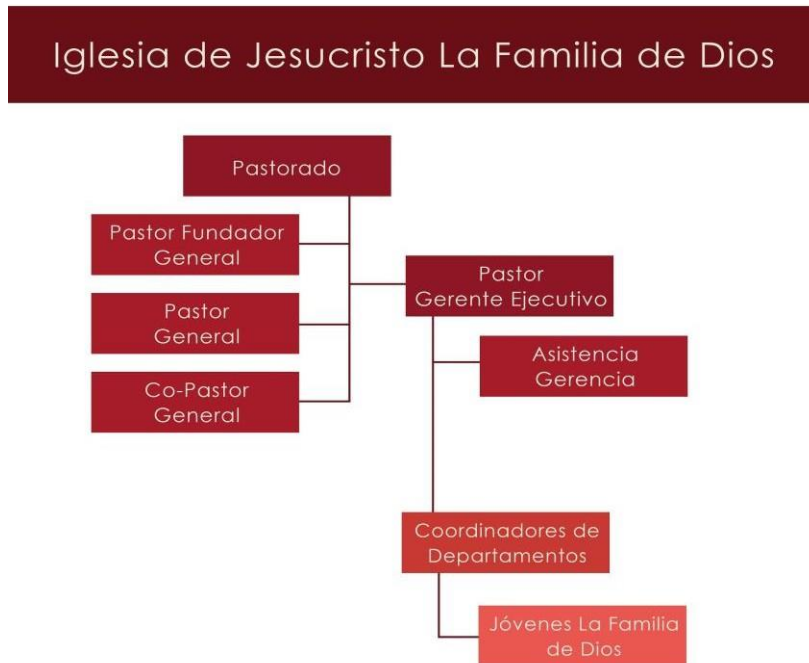 Iglesia de Jesucristo La Familia de Dios
Pastorado
Pastor Fundador
General
Pastor
General
Co-Pastor
General
Pastor
Gerente Ejecutivo
Asistencia
Gerencia
Coordinadores de
Departamentos
Jóvenes La Familia
de Dios